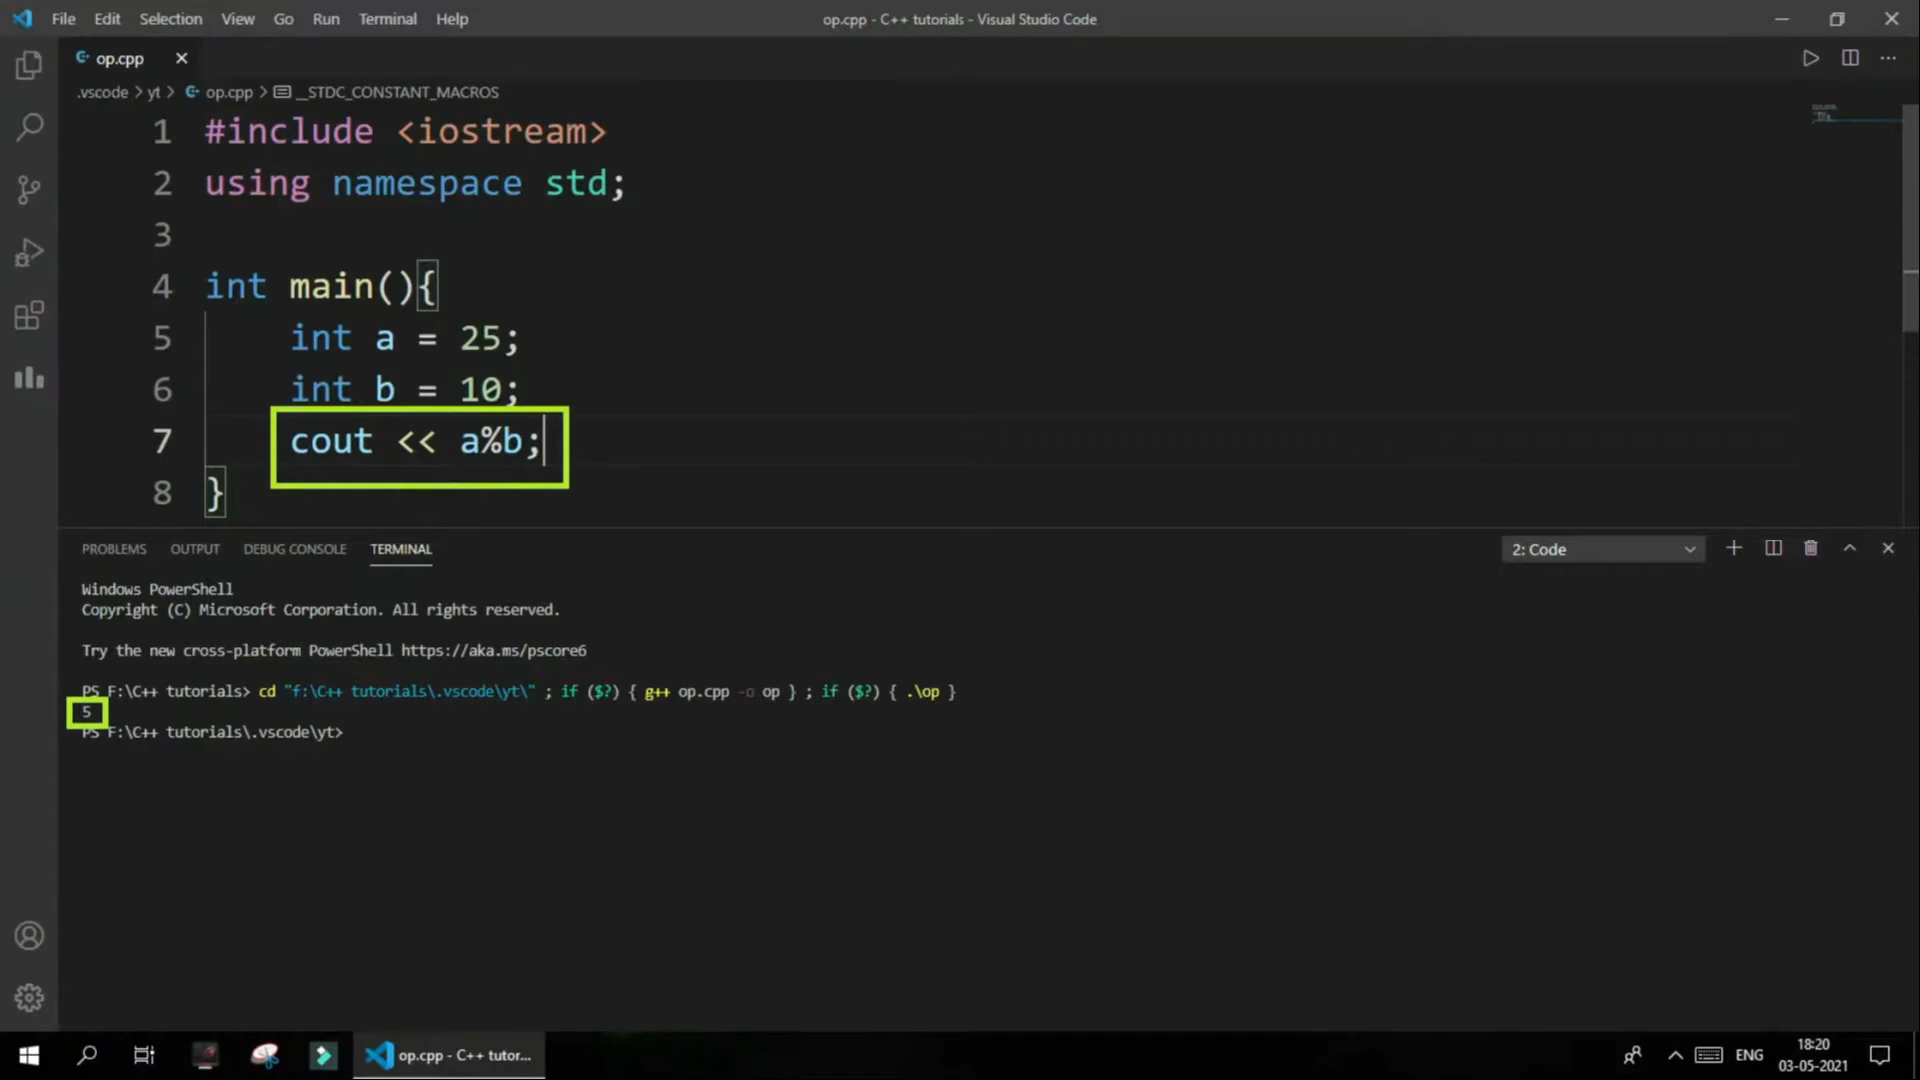 File Edit Selection View Go Run Terminal Help op.cpp - C++ tutorials - Visual Studio Code
op.cpp
.vscode > yt > op.cpp > __STDC_CONSTANT_MACROS
1 #include <iostream>
2 using namespace std;
3
4 int main(){
5 int a = 25;
6 int b = 10;
7 cout << a%b;
8 }
PROBLEMS OUTPUT DEBUG CONSOLE TERMINAL 2: Code
Windows PowerShell
Copyright (C) Microsoft Corporation. All rights reserved.
Try the new cross-platform PowerShell https://aka.ms/pscore6
PS F:\C++ tutorials> cd "f:\C++ tutorials\.vscode\yt\" ; if ($?) { g++ op.cpp -o op } ; if ($?) { .\op }
5
PS F:\C++ tutorials\.vscode\yt>
op.cpp - C++ tutor... ENG 18:20
03-05-2021